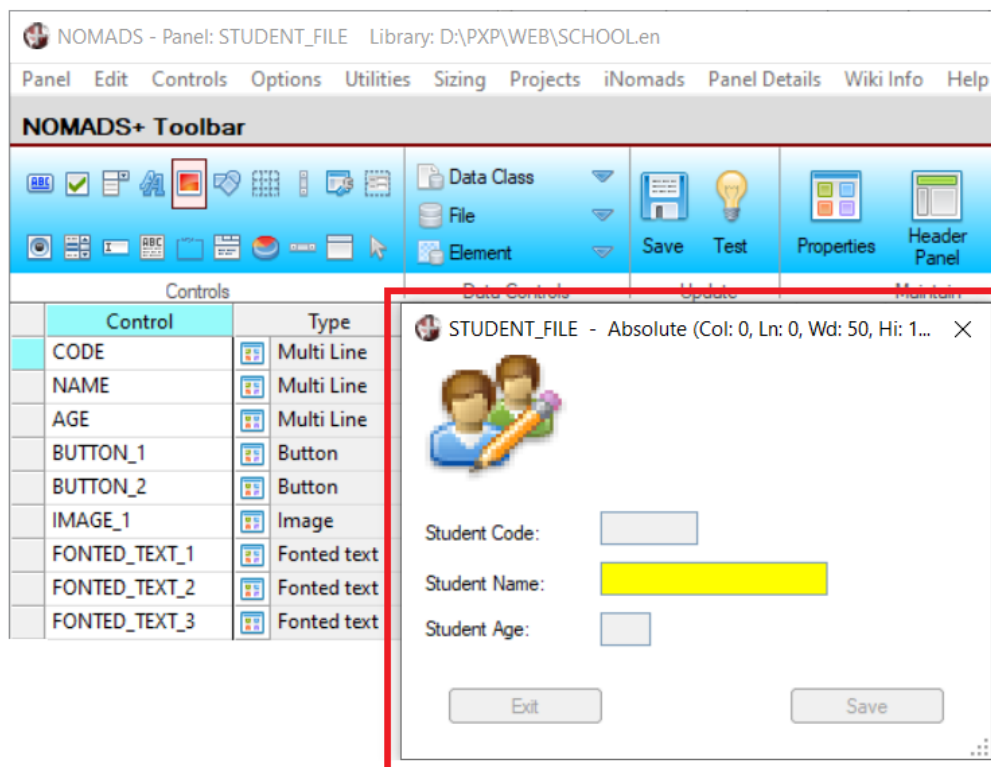 NOMADS - Panel: STUDENT_FILE Library: D:\PXP\WEB\SCHOOL.en
Panel Edit Controls Options Utilities Sizing Projects iNomads Panel Details Wiki Info Help
NOMADS+ Toolbar
Data Class
File
Element
Save
Test
Properties
Header
Panel
Controls
Data Controls
Update
Maintain
Control Type
CODE Multi Line
NAME Multi Line
AGE Multi Line
BUTTON_1 Button
BUTTON_2 Button
IMAGE_1 Image
FONTED_TEXT_1 Fonted text
FONTED_TEXT_2 Fonted text
FONTED_TEXT_3 Fonted text
STUDENT_FILE - Absolute (Col: 0, Ln: 0, Wd: 50, Hi: 1...
Student Code:
Student Name:
Student Age:
Exit Save